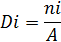 Di = ni / A